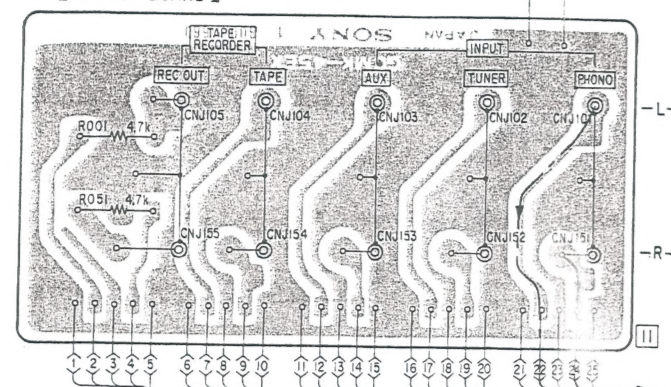 TAPE
RECORDER
SONY 1
JAPAN
INPUT
REC OUT
TAPE
AUX
TUNER
PHONO
CNJ105
CNJ104
CNJ103
CNJ102
CNJ101
-L-
R001 4.7k
R051 4.7k
CNJ155
CNJ154
CNJ153
CNJ152
CNJ151
-R-
11
1 2 3 4 5 6 7 8 9 10 11 12 13 14 15 16 17 18 19 20 21 22 23 24 25